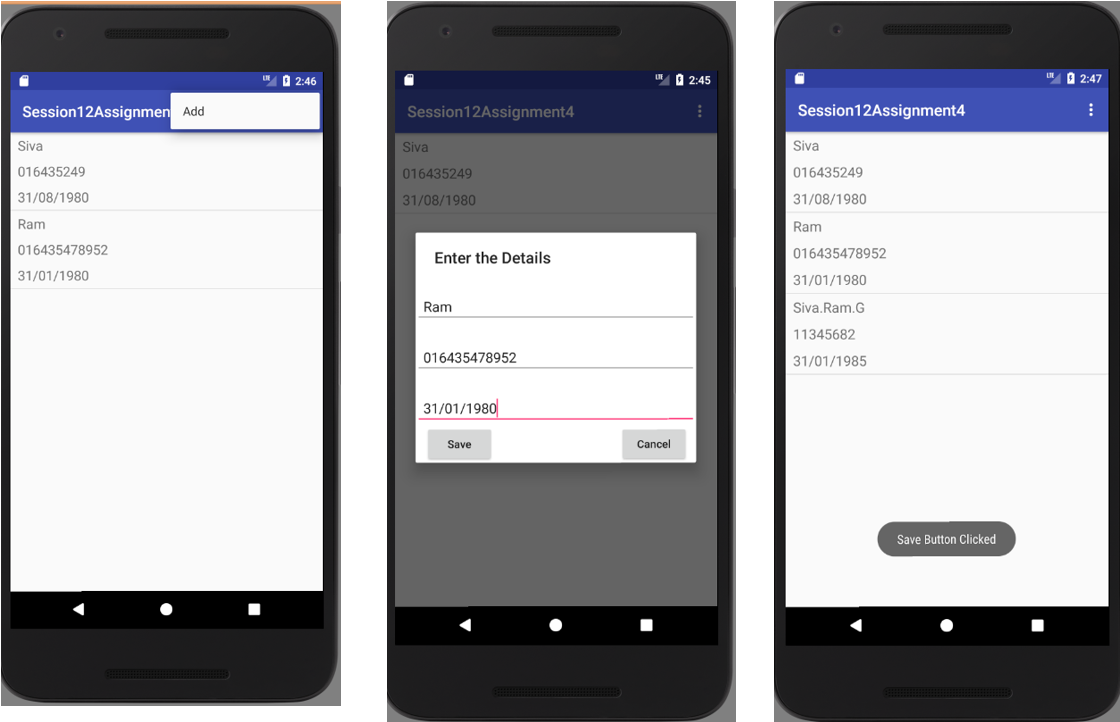 LTE 2:46
Session12Assignmen
Add
Siva
016435249
31/08/1980
Ram
016435478952
31/01/1980
LTE 2:45
Session12Assignment4
Siva
016435249
31/08/1980
Enter the Details
Ram
016435478952
31/01/1980
Save Cancel
LTE 2:47
Session12Assignment4
Siva
016435249
31/08/1980
Ram
016435478952
31/01/1980
Siva.Ram.G
11345682
31/01/1985
Save Button Clicked